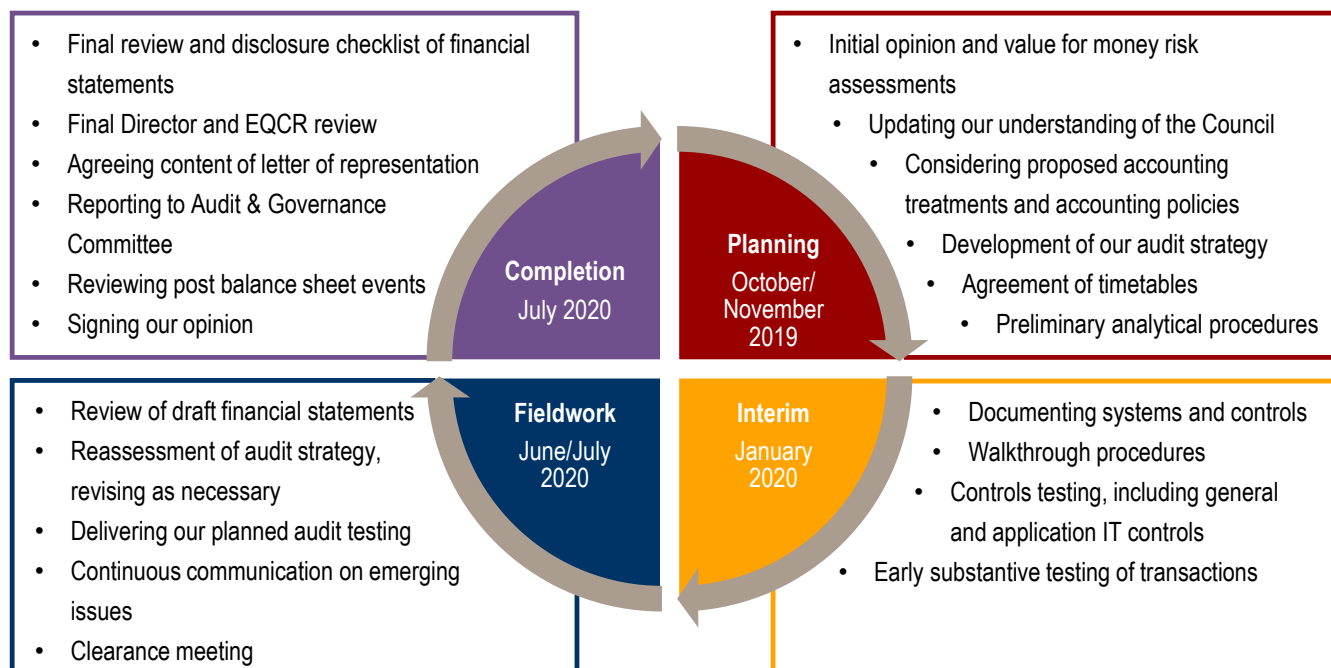 • Final review and disclosure checklist of financial
statements
• Final Director and EQCR review
• Agreeing content of letter of representation
• Reporting to Audit & Governance
Committee
• Reviewing post balance sheet events
• Signing our opinion
Completion
July 2020
• Initial opinion and value for money risk
assessments
• Updating our understanding of the Council
• Considering proposed accounting
treatments and accounting policies
• Development of our audit strategy
• Agreement of timetables
• Preliminary analytical procedures
Planning
October/
November
2019
• Review of draft financial statements
• Reassessment of audit strategy,
revising as necessary
• Delivering our planned audit testing
• Continuous communication on emerging
issues
• Clearance meeting
Fieldwork
June/July
2020
Interim
January
2020
• Documenting systems and controls
• Walkthrough procedures
• Controls testing, including general
and application IT controls
• Early substantive testing of transactions